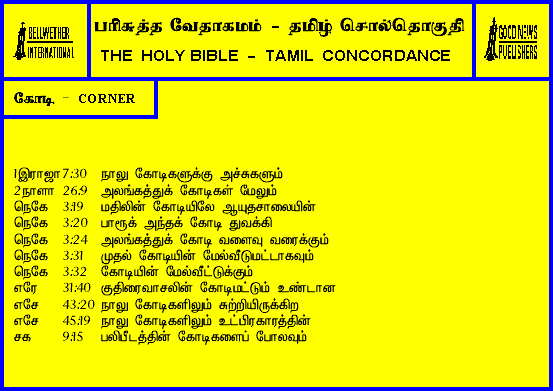 BELLWETHER
INTERNATIONAL
பரிசுத்த வேதாகமம் - தமிழ் சொல்தொகுதி
THE HOLY BIBLE - TAMIL CONCORDANCE
GOOD NEWS
PUBLISHERS
கோடி - CORNER
1இராஜா 7:30 நாலு கோடிகளுக்கு அச்சுகளும்
2நாளா 26:9 அலங்கத்துக் கோடிகள் மேலும்
நெகே 3:19 மதிலின் கோடியிலே ஆயுதசாலையின்
நெகே 3:20 பாரூக் அந்தக் கோடி துவக்கி
நெகே 3:24 அலங்கத்துக் கோடி வளைவு வரைக்கும்
நெகே 3:31 முதல் கோடியின் மேல்வீடுமட்டாகவும்
நெகே 3:32 கோடியின் மேல்வீட்டுக்கும்
எரே 31:40 குதிரைவாசலின் கோடிமட்டும் உண்டான
எசே 43:20 நாலு கோடிகளிலும் சுற்றியிருக்கிற
எசே 45:19 நாலு கோடிகளிலும் உட்பிரகாரத்தின்
சக 9:15 பலிபீடத்தின் கோடிகளைப் போலவும்